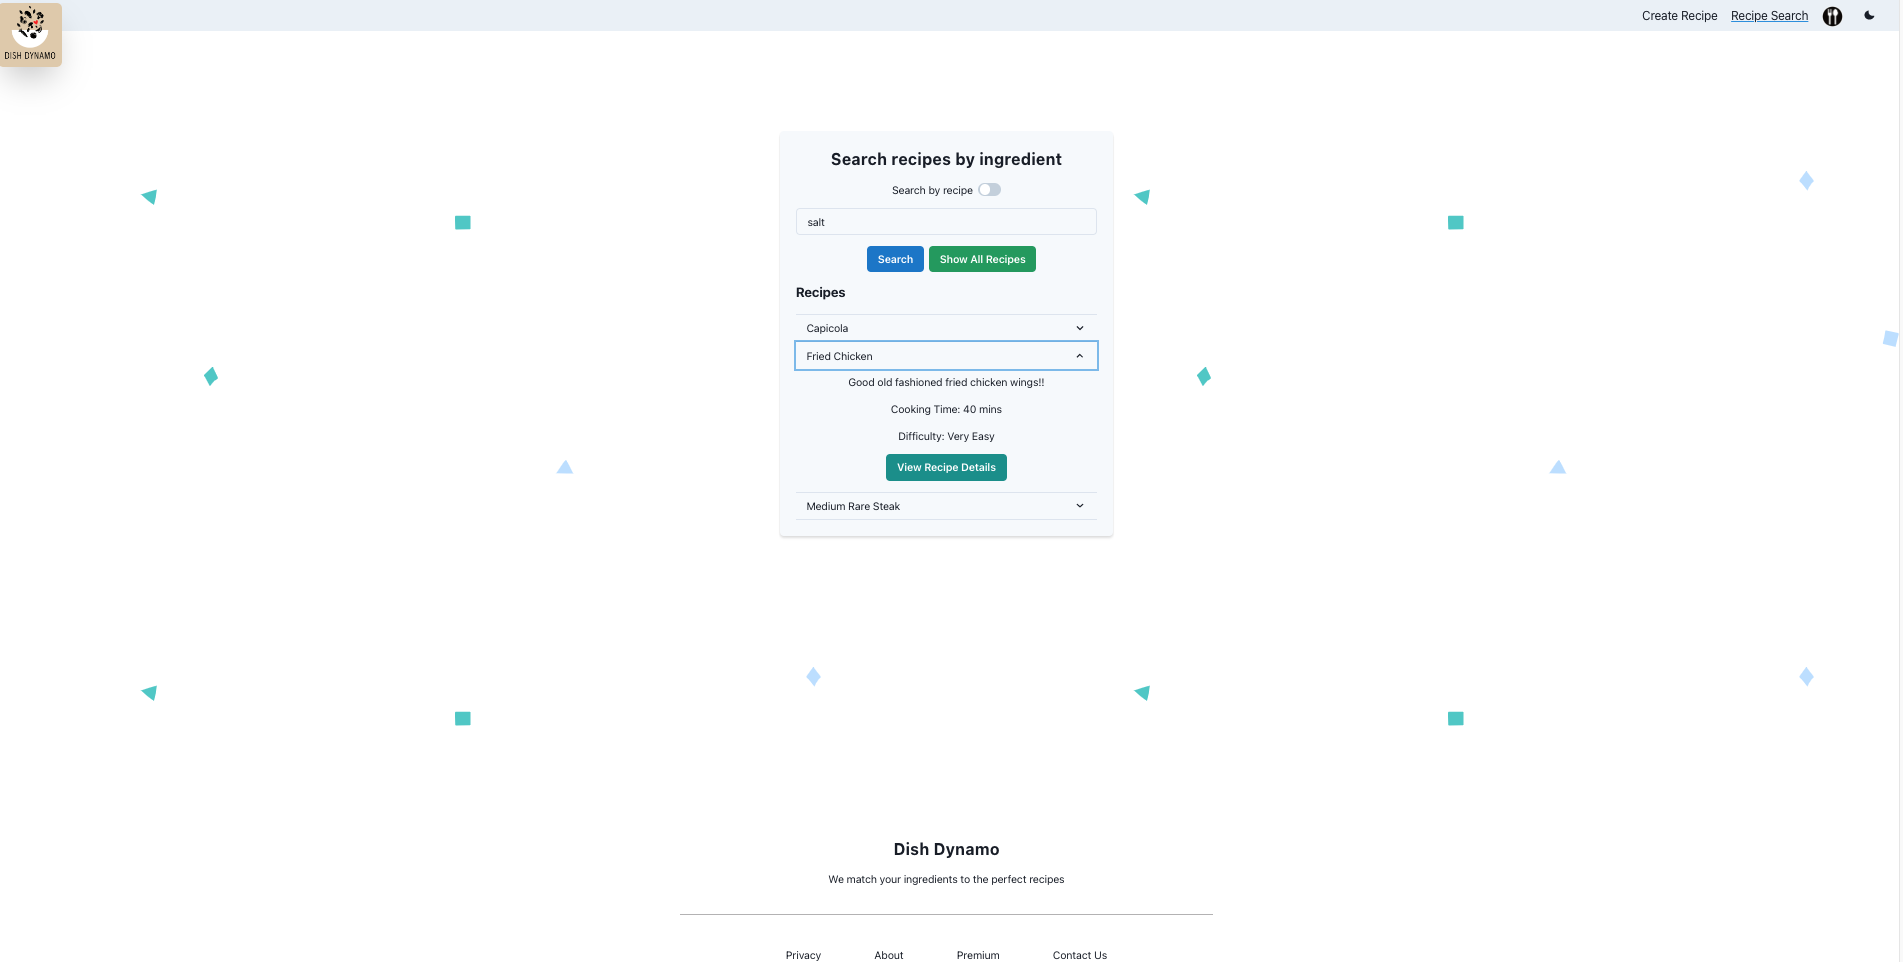 DISH DYNAMO
Create Recipe Recipe Search
Search recipes by ingredient
Search by recipe
salt
Search Show All Recipes
Recipes
Capicola
Fried Chicken
Good old fashioned fried chicken wings!!
Cooking Time: 40 mins
Difficulty: Very Easy
View Recipe Details
Medium Rare Steak
Dish Dynamo
We match your ingredients to the perfect recipes
Privacy About Premium Contact Us